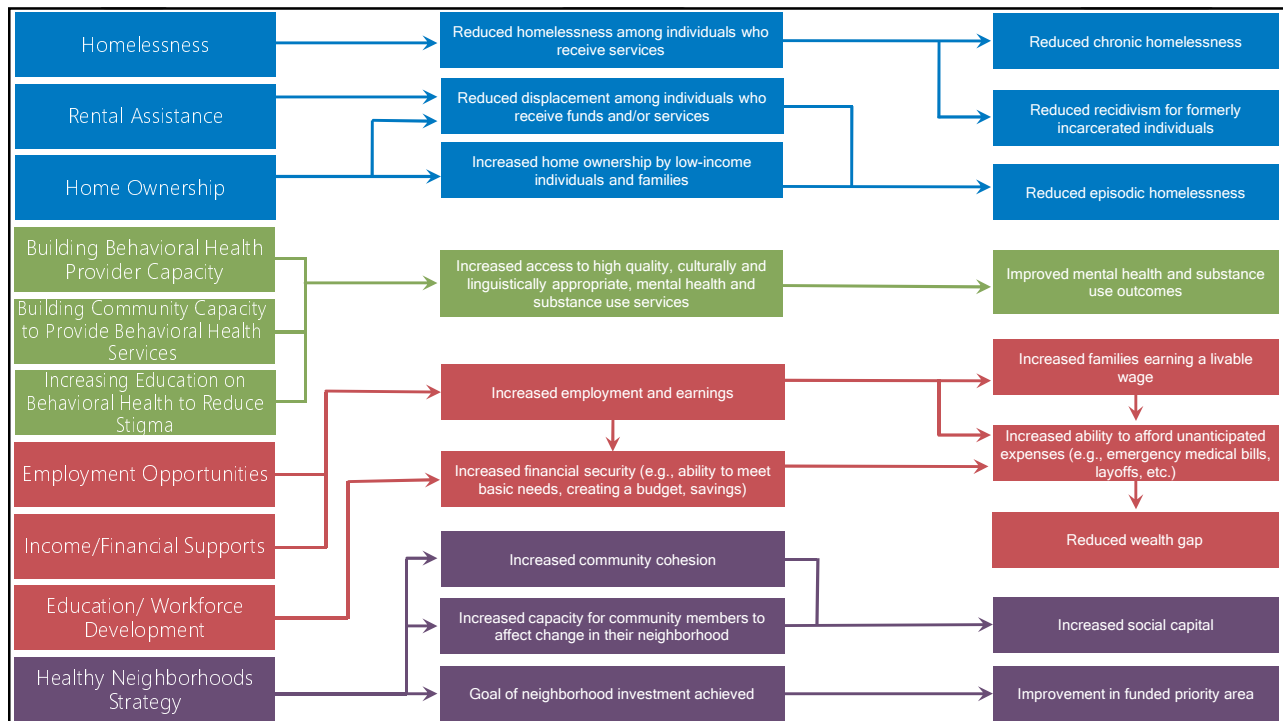 Homelessness
Rental Assistance
Home Ownership
Building Behavioral Health
Provider Capacity
Building Community Capacity
to Provide Behavioral Health
Services
Increasing Education on
Behavioral Health to Reduce
Stigma
Employment Opportunities
Income/Financial Supports
Education/ Workforce
Development
Healthy Neighborhoods
Strategy
Reduced homelessness among individuals who
receive services
Reduced displacement among individuals who
receive funds and/or services
Increased home ownership by low-income
individuals and families
Increased access to high quality, culturally and
linguistically appropriate, mental health and
substance use services
Increased employment and earnings
Increased financial security (e.g., ability to meet
basic needs, creating a budget, savings)
Increased community cohesion
Increased capacity for community members to
affect change in their neighborhood
Goal of neighborhood investment achieved
Reduced chronic homelessness
Reduced recidivism for formerly
incarcerated individuals
Reduced episodic homelessness
Improved mental health and substance
use outcomes
Increased families earning a livable
wage
Increased ability to afford unanticipated
expenses (e.g., emergency medical bills,
layoffs, etc.)
Reduced wealth gap
Increased social capital
Improvement in funded priority area